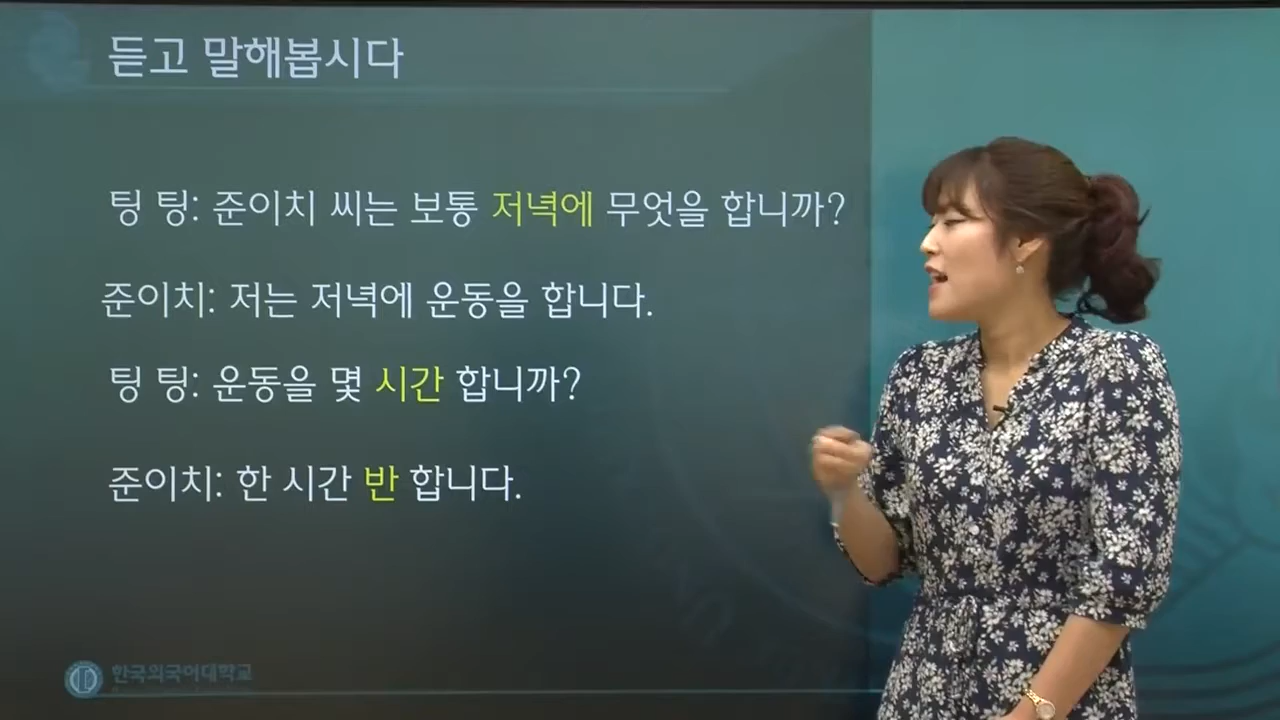 듣고 말해봅시다
팅 팅: 준이치 씨는 보통 저녁에 무엇을 합니까?
준이치: 저는 저녁에 운동을 합니다.
팅 팅: 운동을 몇 시간 합니까?
준이치: 한 시간 반 합니다.
한국외국어대학교